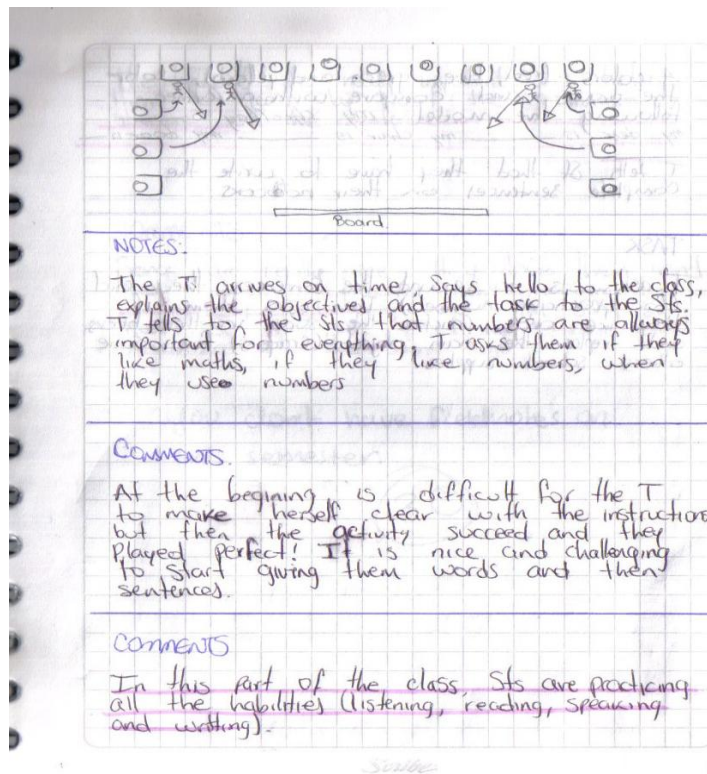 Board
NOTES:
The T. arrives on time, says hello to the class,
explains the objectived and the task to the Sts.
T tells to the sts that numbers are allways
important for everything. T asks them if they
like maths, if they like numbers, when
they use numbers
COMMENTS.
At the begining is difficult for the T
to make herself clear with the instructions
but then the activity succeed and they
played perfect! It is nice and challenging
to start giving them words and then
sentences.
COMMENTS
In this part of the class, Sts are practicing
all the habilities (listening, reading, speaking
and writting).
Scribe